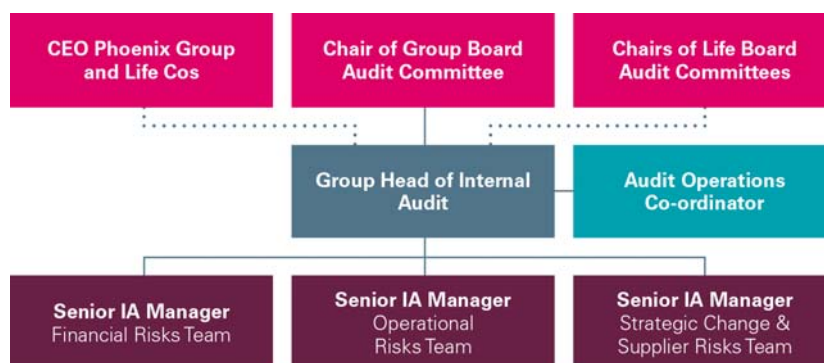 CEO Phoenix Group
and Life Cos
Chair of Group Board
Audit Committee
Chairs of Life Board
Audit Committees
Group Head of Internal
Audit
Audit Operations
Co-ordinator
Senior IA Manager
Financial Risks Team
Senior IA Manager
Operational
Risks Team
Senior IA Manager
Strategic Change &
Supplier Risks Team